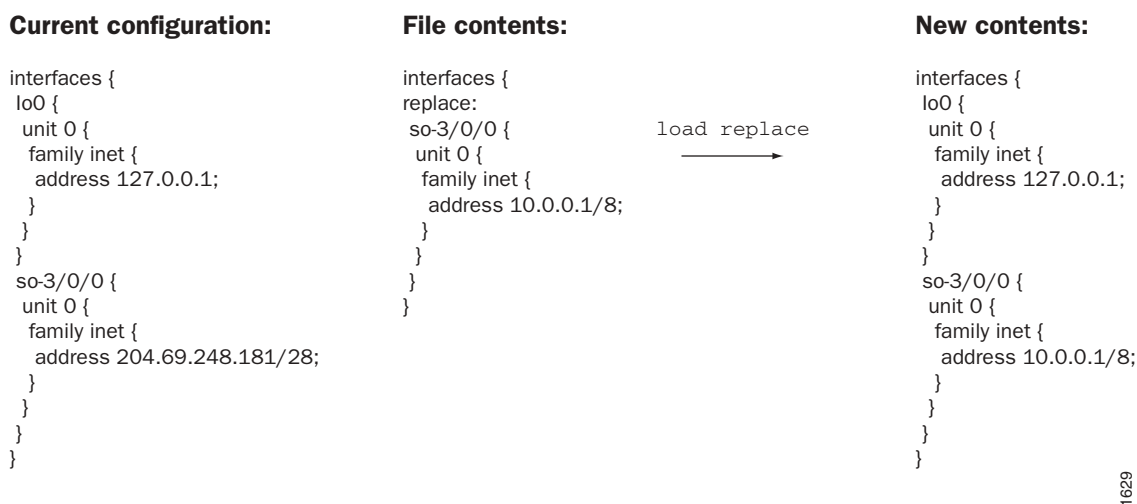 Current configuration:
interfaces {
lo0 {
unit 0 {
family inet {
address 127.0.0.1;
}
}
}
so-3/0/0 {
unit 0 {
family inet {
address 204.69.248.181/28;
}
}
}
}
File contents:
interfaces {
replace:
so-3/0/0 {
unit 0 {
family inet {
address 10.0.0.1/8;
}
}
}
}
load replace
New contents:
interfaces {
lo0 {
unit 0 {
family inet {
address 127.0.0.1;
}
}
}
so-3/0/0 {
unit 0 {
family inet {
address 10.0.0.1/8;
}
}
}
}
1629